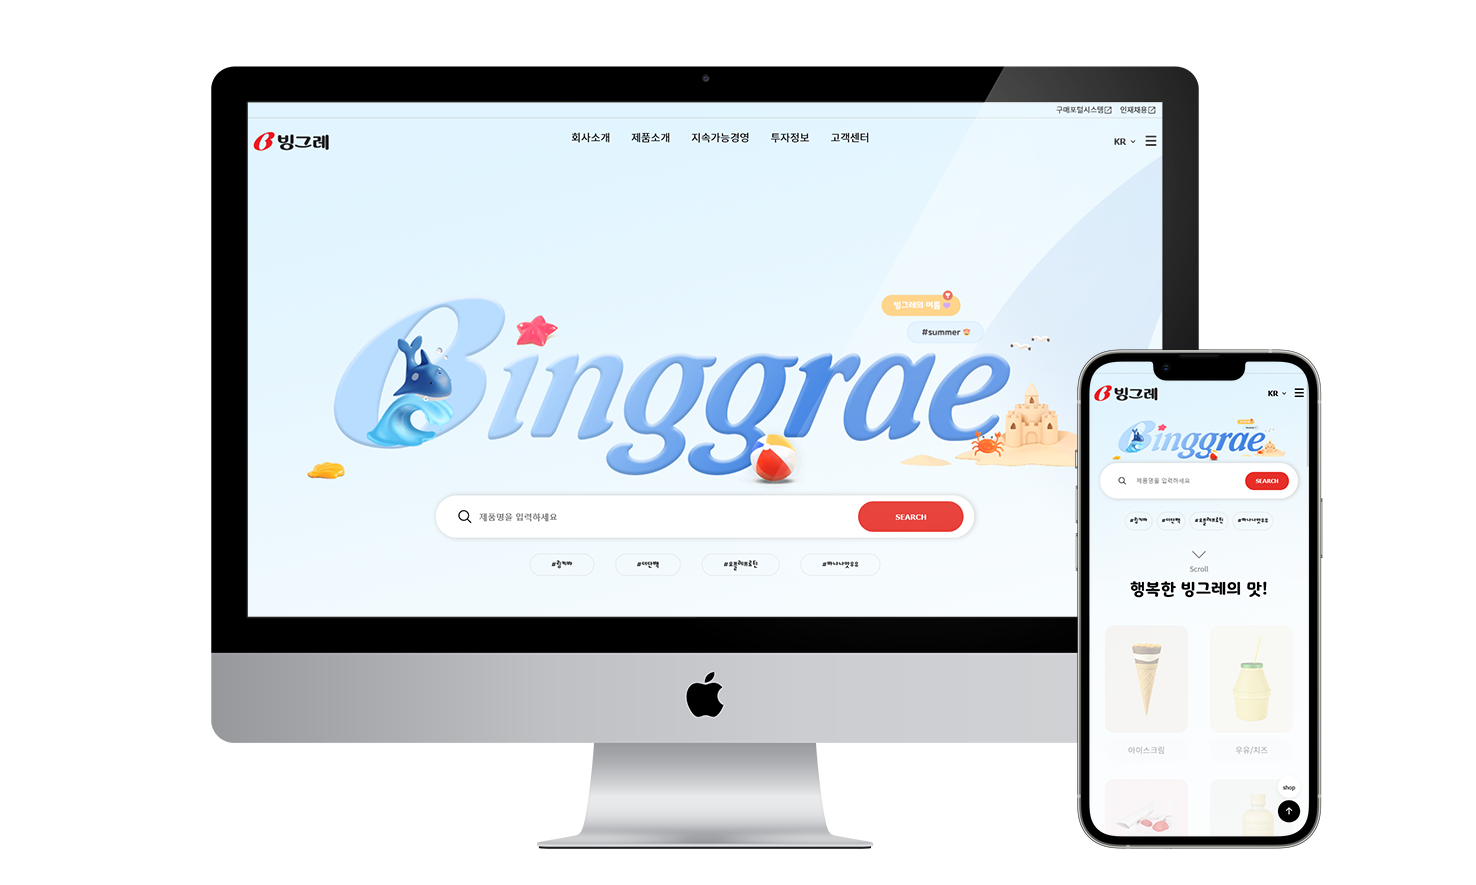 구매포털시스템 인재채용
빙그레 회사소개 제품소개 지속가능경영 투자정보 고객센터 KR
빙그레의 여름
#summer
Binggrae
제품명을 입력하세요 SEARCH
#링키바 #더단백 #요플레프로틴 #바나나맛우유
빙그레 KR
Binggrae
제품명을 입력하세요 SEARCH
#링키바 #더단백 #요플레프로틴 #바나나맛우유
Scroll
행복한 빙그레의 맛!
아이스크림 우유/치즈
shop